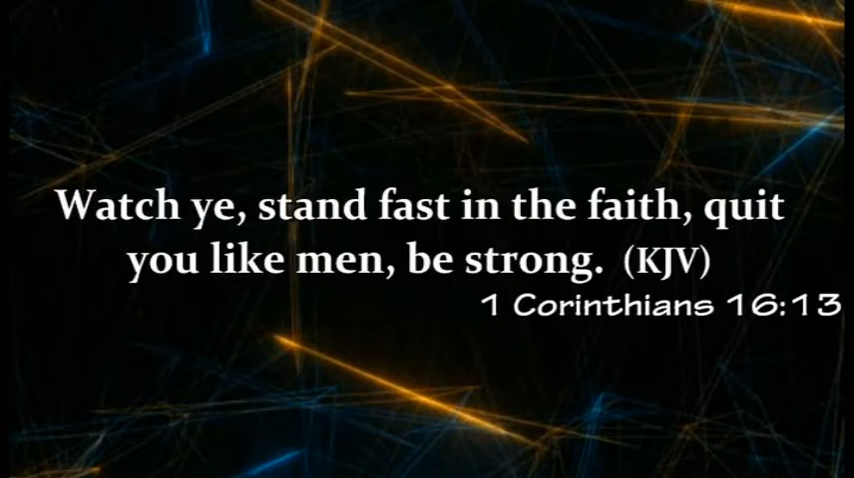 Watch ye, stand fast in the faith, quit
you like men, be strong. (KJV)
1 Corinthians 16:13